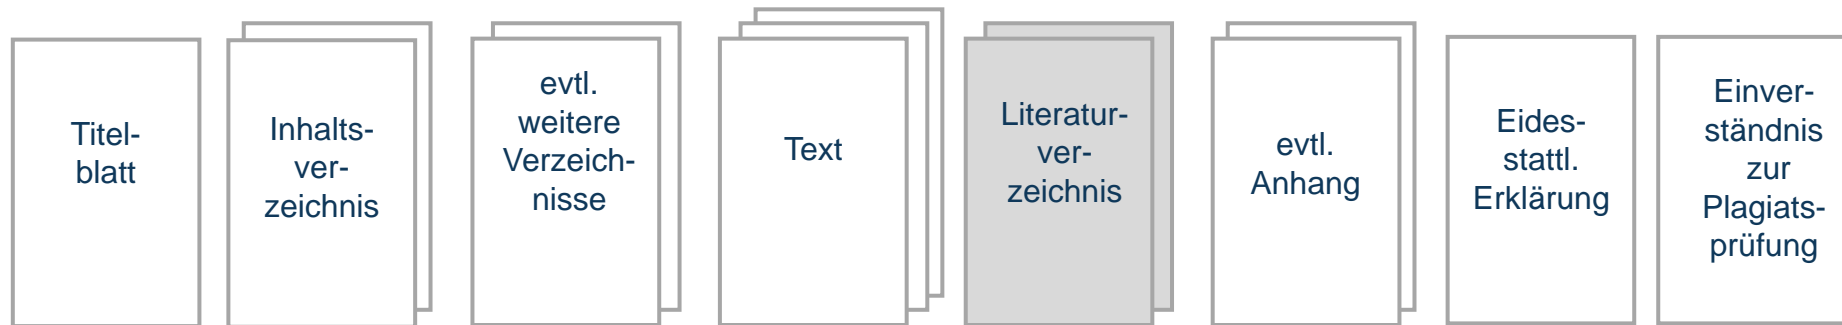 Titel-
blatt
Inhalts-
ver-
zeichnis
evtl.
weitere
Verzeich-
nisse
Text
Literatur-
ver-
zeichnis
evtl.
Anhang
Eides-
stattl.
Erklärung
Einver-
ständnis
zur
Plagiats-
prüfung